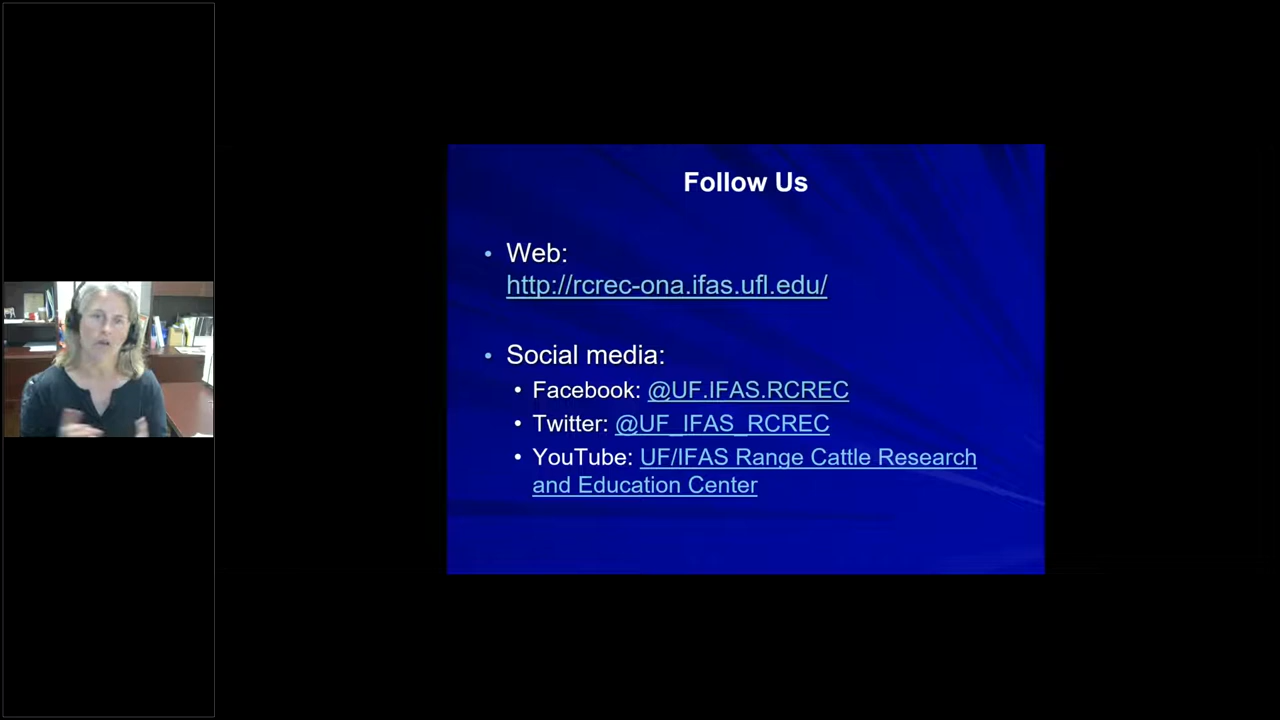 Follow Us
• Web:
http://rcrec-ona.ifas.ufl.edu/
• Social media:
• Facebook: @UF.IFAS.RCREC
• Twitter: @UF_IFAS_RCREC
• YouTube: UF/IFAS Range Cattle Research
and Education Center